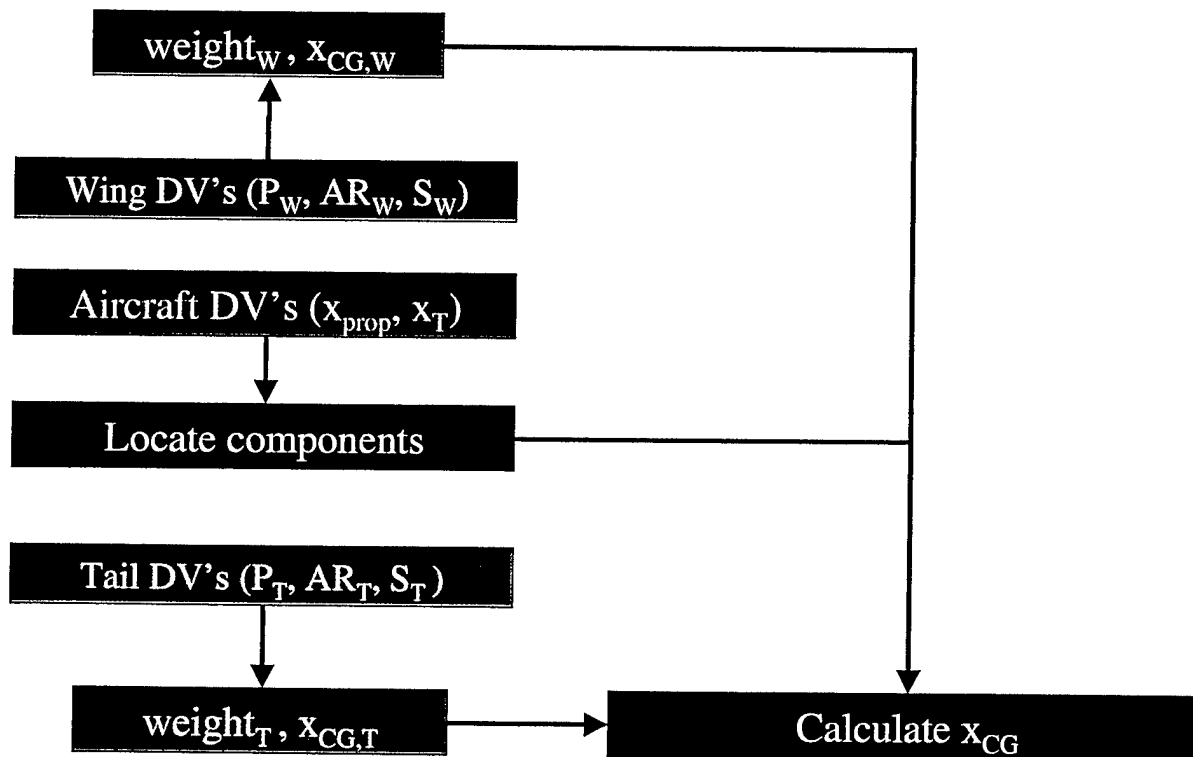 weight_W, x_CG,W
Wing DV's (P_W, AR_W, S_W)
Aircraft DV's (x_prop, x_T)
Locate components
Tail DV's (P_T, AR_T, S_T)
weight_T, x_CG,T
Calculate x_CG